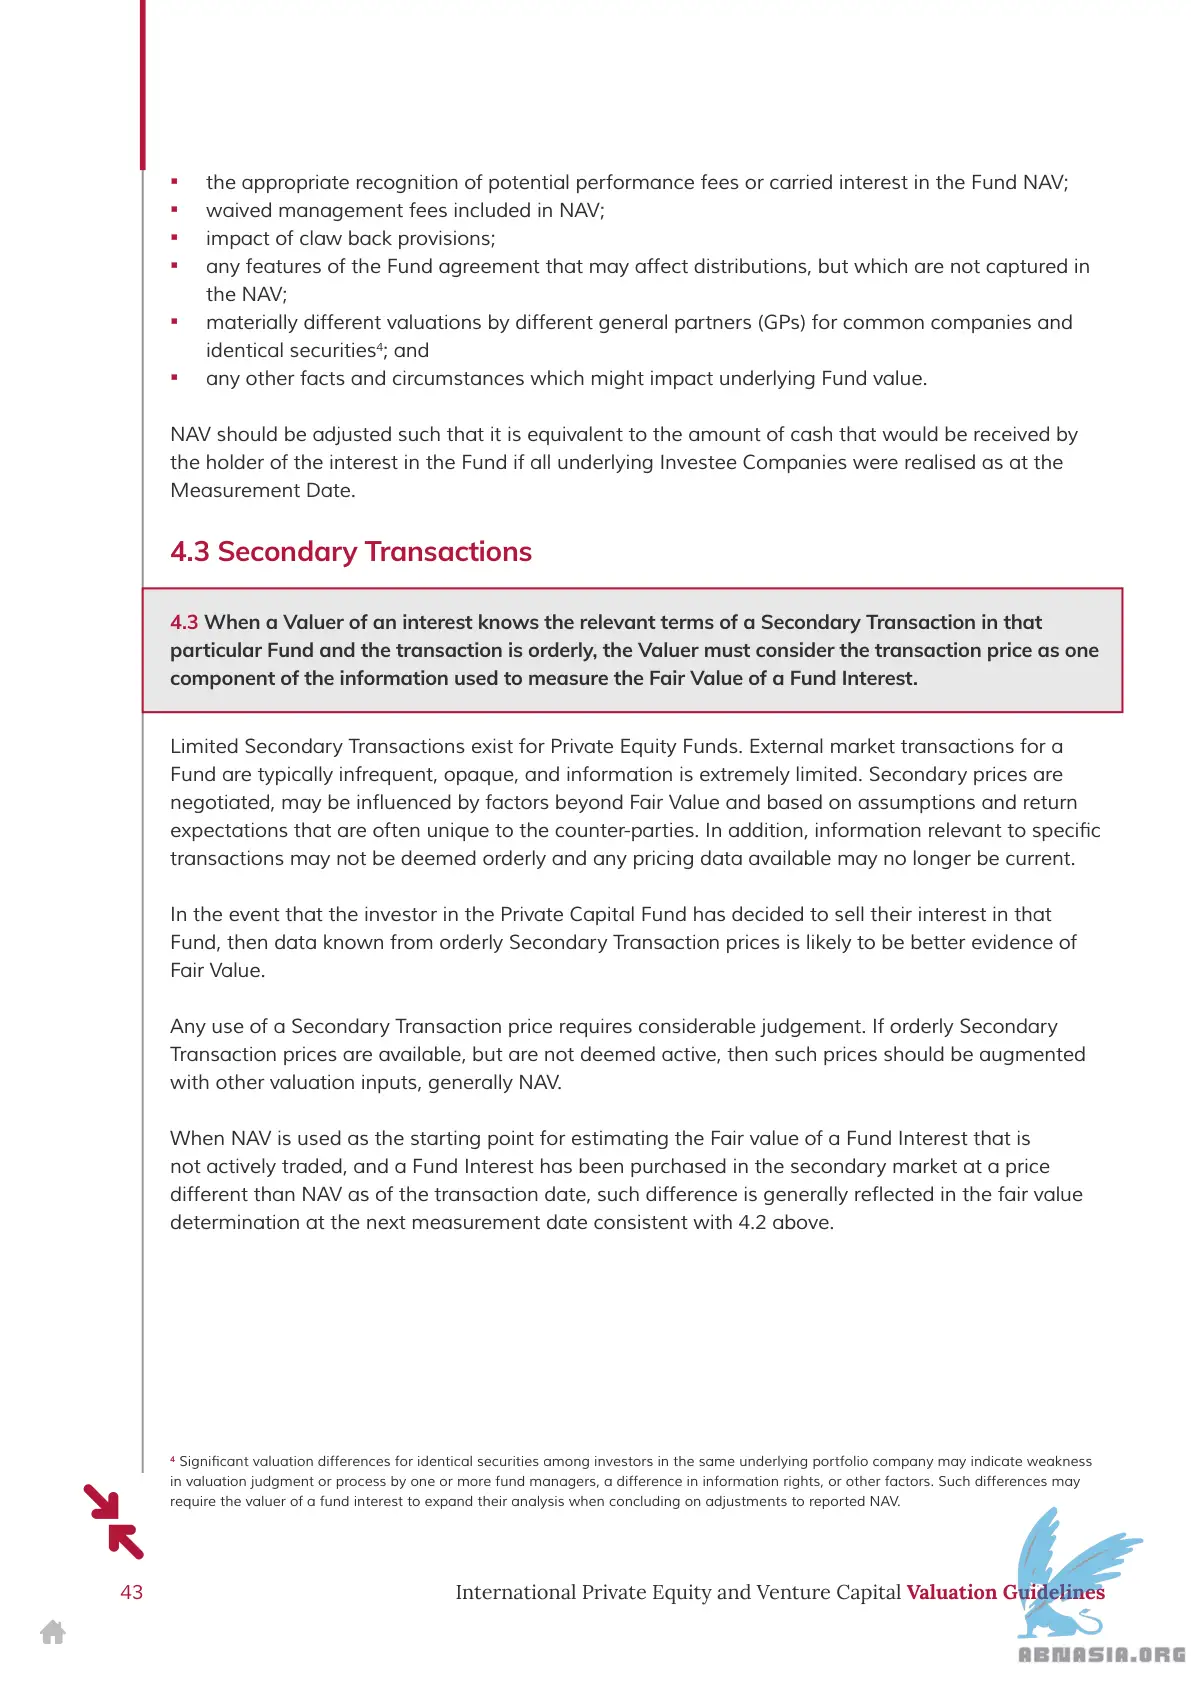 ▪ the appropriate recognition of potential performance fees or carried interest in the Fund NAV;
▪ waived management fees included in NAV;
▪ impact of claw back provisions;
▪ any features of the Fund agreement that may affect distributions, but which are not captured in
the NAV;
▪ materially different valuations by different general partners (GPs) for common companies and
identical securities⁴; and
▪ any other facts and circumstances which might impact underlying Fund value.
NAV should be adjusted such that it is equivalent to the amount of cash that would be received by
the holder of the interest in the Fund if all underlying Investee Companies were realised as at the
Measurement Date.
4.3 Secondary Transactions
4.3 When a Valuer of an interest knows the relevant terms of a Secondary Transaction in that
particular Fund and the transaction is orderly, the Valuer must consider the transaction price as one
component of the information used to measure the Fair Value of a Fund Interest.
Limited Secondary Transactions exist for Private Equity Funds. External market transactions for a
Fund are typically infrequent, opaque, and information is extremely limited. Secondary prices are
negotiated, may be influenced by factors beyond Fair Value and based on assumptions and return
expectations that are often unique to the counter-parties. In addition, information relevant to specific
transactions may not be deemed orderly and any pricing data available may no longer be current.
In the event that the investor in the Private Capital Fund has decided to sell their interest in that
Fund, then data known from orderly Secondary Transaction prices is likely to be better evidence of
Fair Value.
Any use of a Secondary Transaction price requires considerable judgement. If orderly Secondary
Transaction prices are available, but are not deemed active, then such prices should be augmented
with other valuation inputs, generally NAV.
When NAV is used as the starting point for estimating the Fair value of a Fund Interest that is
not actively traded, and a Fund Interest has been purchased in the secondary market at a price
different than NAV as of the transaction date, such difference is generally reflected in the fair value
determination at the next measurement date consistent with 4.2 above.
⁴ Significant valuation differences for identical securities among investors in the same underlying portfolio company may indicate weakness
in valuation judgment or process by one or more fund managers, a difference in information rights, or other factors. Such differences may
require the valuer of a fund interest to expand their analysis when concluding on adjustments to reported NAV.
43 International Private Equity and Venture Capital Valuation Guidelines
ABNASIA.ORG